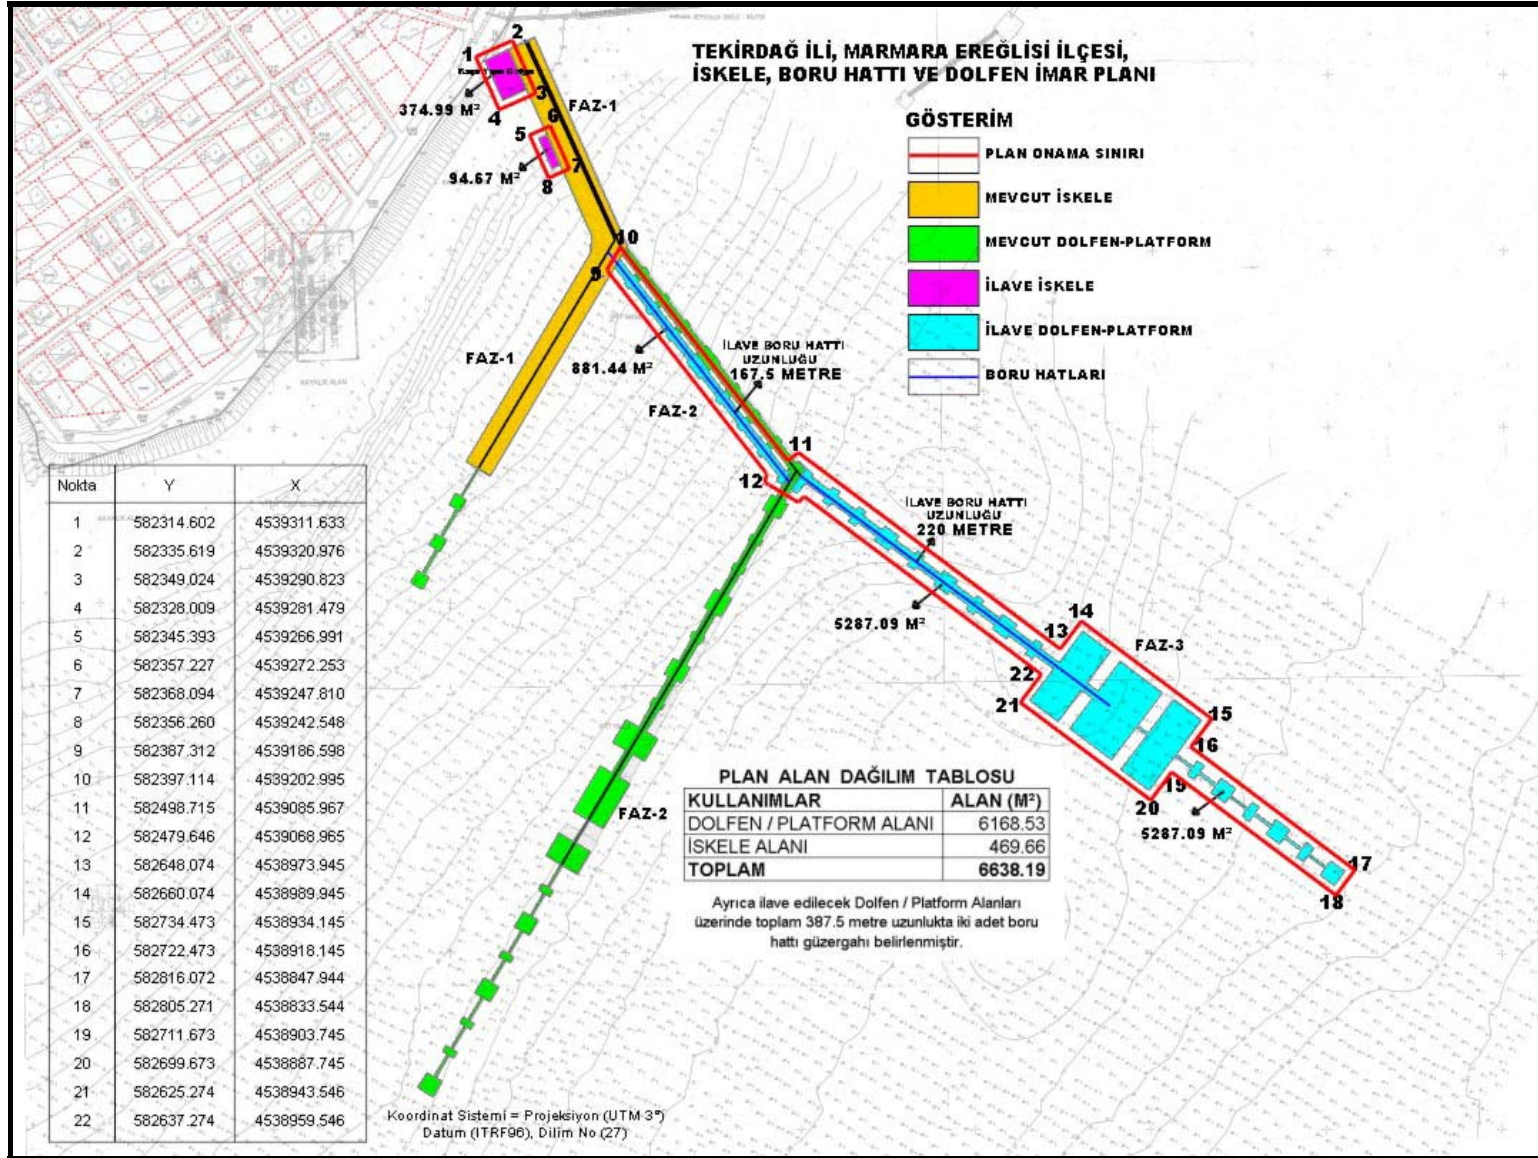 TEKİRDAĞ İLİ, MARMARA EREĞLİSİ İLÇESİ,
İSKELE, BORU HATTI VE DOLFEN İMAR PLANI
GÖSTERİM
PLAN ONAMA SINIRI
MEVCUT İSKELE
MEVCUT DOLFEN-PLATFORM
İLAVE İSKELE
İLAVE DOLFEN-PLATFORM
BORU HATLARI
1
2
3
4
374.99 M²
FAZ-1
5
6
7
8
94.67 M²
10
9
FAZ-1
881.44 M²
FAZ-2
İLAVE BORU HATTI
UZUNLUĞU
167.5 METRE
11
12
İLAVE BORU HATTI
UZUNLUĞU
220 METRE
5287.09 M²
13
14
FAZ-3
22
21
15
16
19
20
5287.09 M²
17
18
FAZ-2
KAYALIK ALAN
Nokta Y X
1 582314.602 4539311.633
2 582335.619 4539320.976
3 582349.024 4539290.823
4 582328.009 4539281.479
5 582345.393 4539266.991
6 582357.227 4539272.253
7 582368.094 4539247.810
8 582356.260 4539242.548
9 582387.312 4539186.598
10 582397.114 4539202.995
11 582498.715 4539085.967
12 582479.646 4539068.965
13 582648.074 4538973.945
14 582660.074 4538989.945
15 582734.473 4538934.145
16 582722.473 4538918.145
17 582816.072 4538847.944
18 582805.271 4538833.544
19 582711.673 4538903.745
20 582699.673 4538887.745
21 582625.274 4538943.546
22 582637.274 4538959.546
PLAN ALAN DAĞILIM TABLOSU
KULLANIMLAR ALAN (M²)
DOLFEN / PLATFORM ALANI 6168.53
İSKELE ALANI 469.66
TOPLAM 6638.19
Ayrıca ilave edilecek Dolfen / Platform Alanları
üzerinde toplam 387.5 metre uzunlukta iki adet boru
hattı güzergahı belirlenmiştir.
Koordinat Sistemi = Projeksiyon (UTM 3°)
Datum (ITRF96), Dilim No (27)